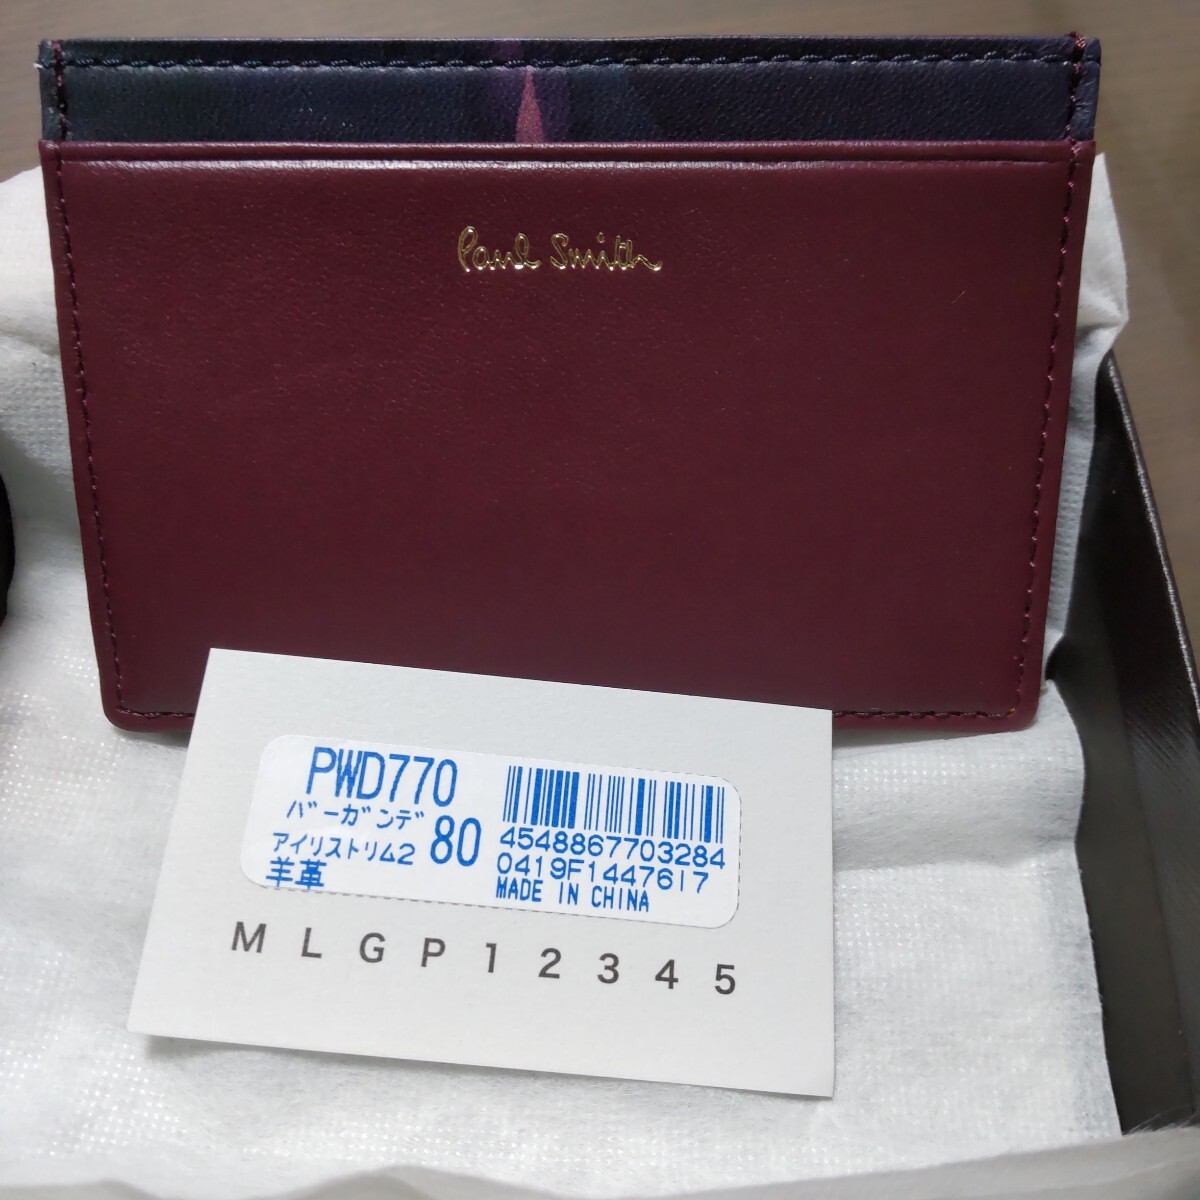 Paul Smith
PWD770
バーガンデ 80
アイリストリム2
羊革
4548867703284
0419F1447617
MADE IN CHINA
M L G P 1 2 3 4 5